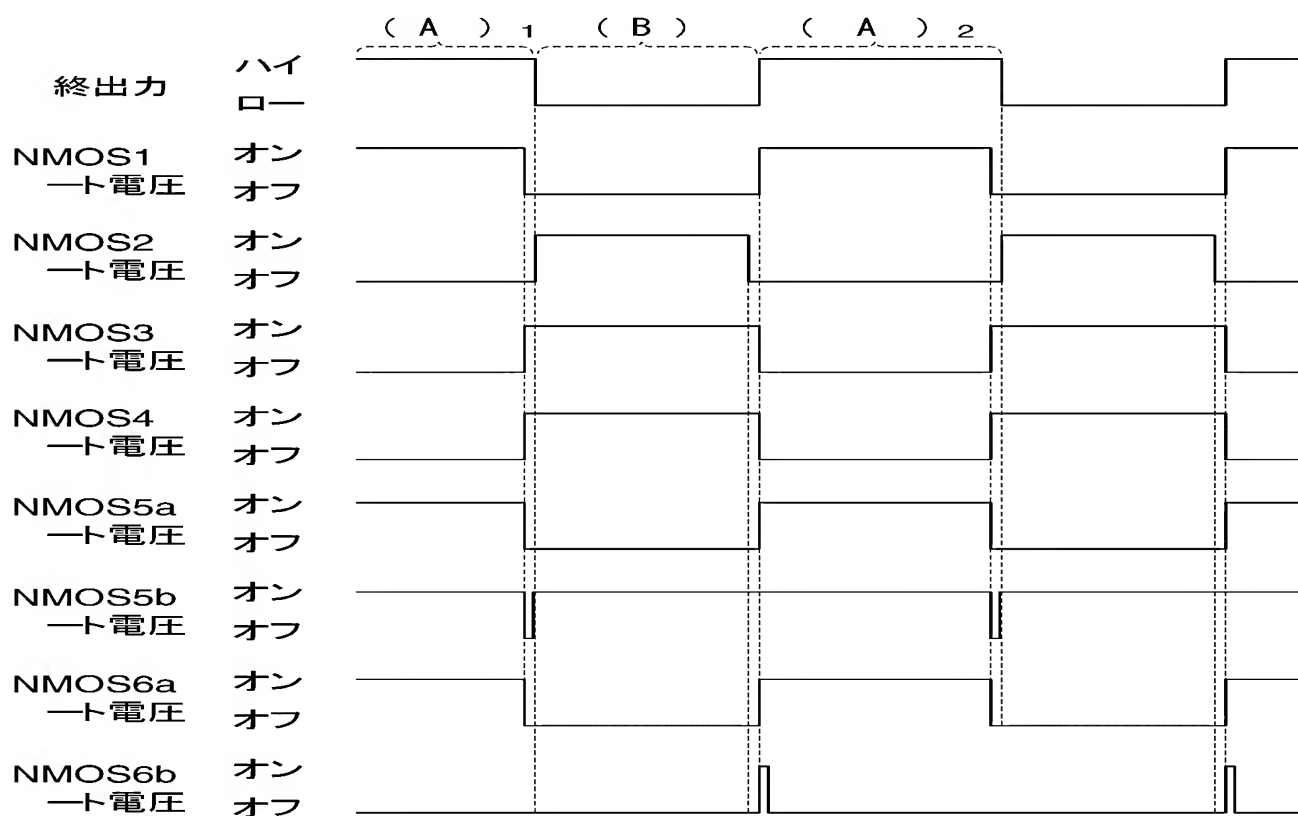 ( A ) 1 ( B ) ( A ) 2
終出力 ハイ
ロー
NMOS1 オン
ート電圧 オフ
NMOS2 オン
ート電圧 オフ
NMOS3 オン
ート電圧 オフ
NMOS4 オン
ート電圧 オフ
NMOS5a オン
ート電圧 オフ
NMOS5b オン
ート電圧 オフ
NMOS6a オン
ート電圧 オフ
NMOS6b オン
ート電圧 オフ